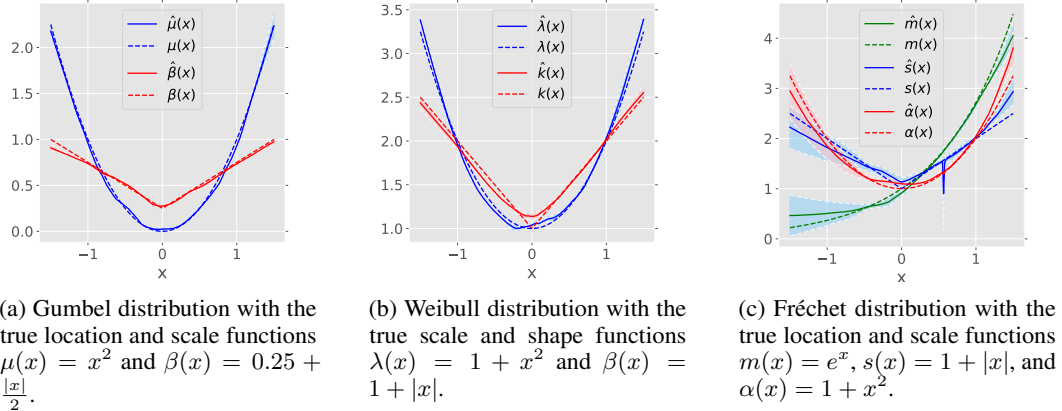 2.0
1.5
1.0
0.5
0.0
−1
0
1
x
μ̂(x)
μ(x)
β̂(x)
β(x)
3.5
3.0
2.5
2.0
1.5
1.0
−1
0
1
x
λ̂(x)
λ(x)
k̂(x)
k(x)
4
3
2
1
0
−1
0
1
x
m̂(x)
m(x)
ŝ(x)
s(x)
α̂(x)
α(x)
(a) Gumbel distribution with the
true location and scale functions
μ(x) = x² and β(x) = 0.25 +
|x|/2.
(b) Weibull distribution with the
true scale and shape functions
λ(x) = 1 + x² and β(x) =
1 + |x|.
(c) Fréchet distribution with the
true location and scale functions
m(x) = eˣ, s(x) = 1 + |x|, and
α(x) = 1 + x².